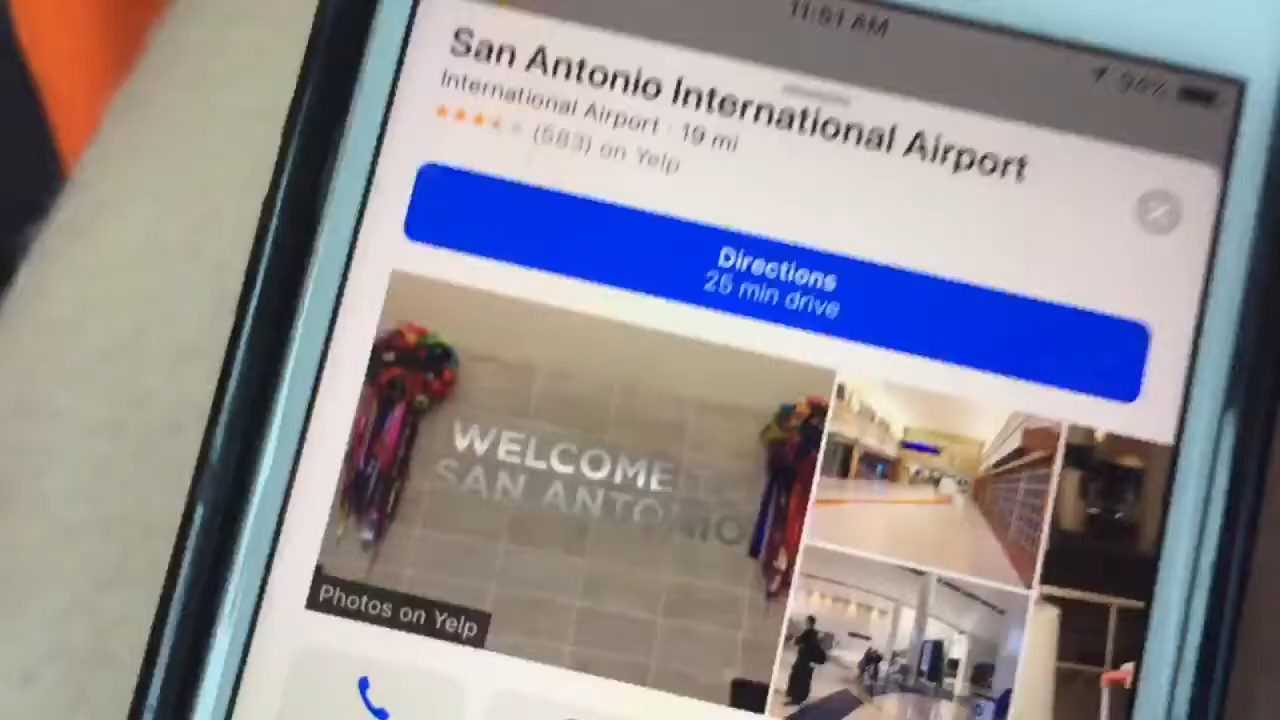 11:51 AM
94%
San Antonio International Airport
International Airport · 19 mi
(583) on Yelp
Directions
25 min drive
WELCOME
SAN ANTONIO
Photos on Yelp